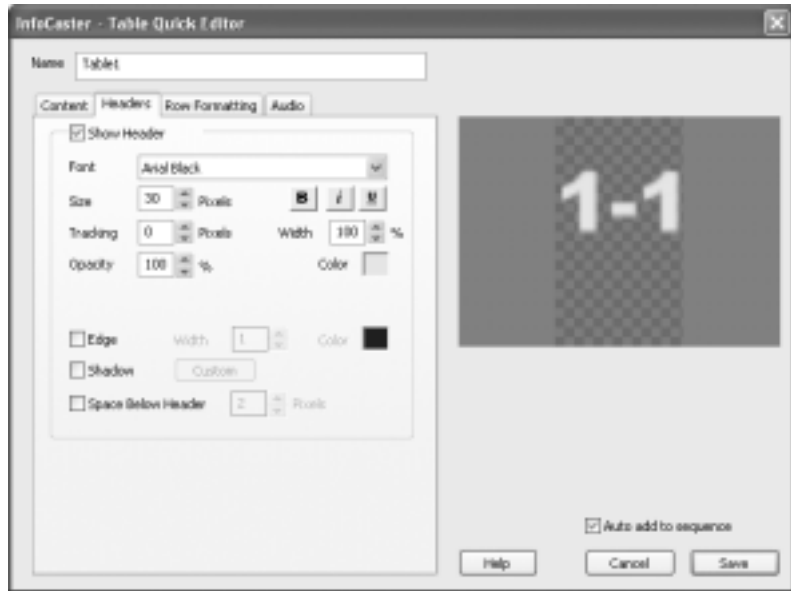 InfoCaster - Table Quick Editor
Name Table1
Content Headers Row Formatting Audio
Show Header
Font Arial Black
Size 30 Pixels B i U
Tracking 0 Pixels Width 100 %
Opacity 100 % Color
Edge Width 1 Color
Shadow Custom
Space Below Header 2 Pixels
1-1
Auto add to sequence
Help Cancel Save